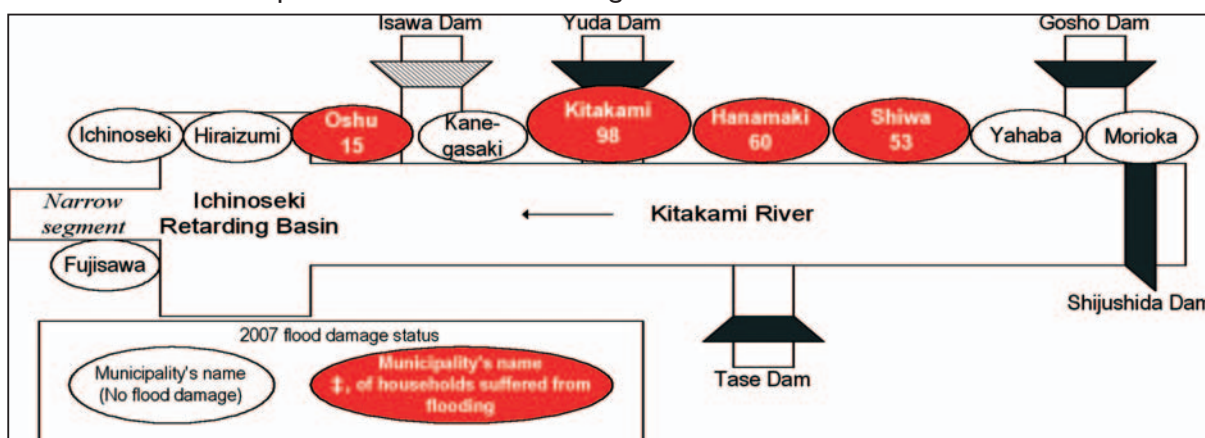 Isawa Dam
Yuda Dam
Gosho Dam
Ichinoseki
Hiraizumi
Oshu
15
Kane-
gasaki
Kitakami
98
Hanamaki
60
Shiwa
53
Yahaba
Morioka
Narrow
segment
Ichinoseki
Retarding Basin
Kitakami River
Fujisawa
Shijushida Dam
Tase Dam
2007 flood damage status
Municipality's name
(No flood damage)
Municipality's name
‡, of households suffered from
flooding